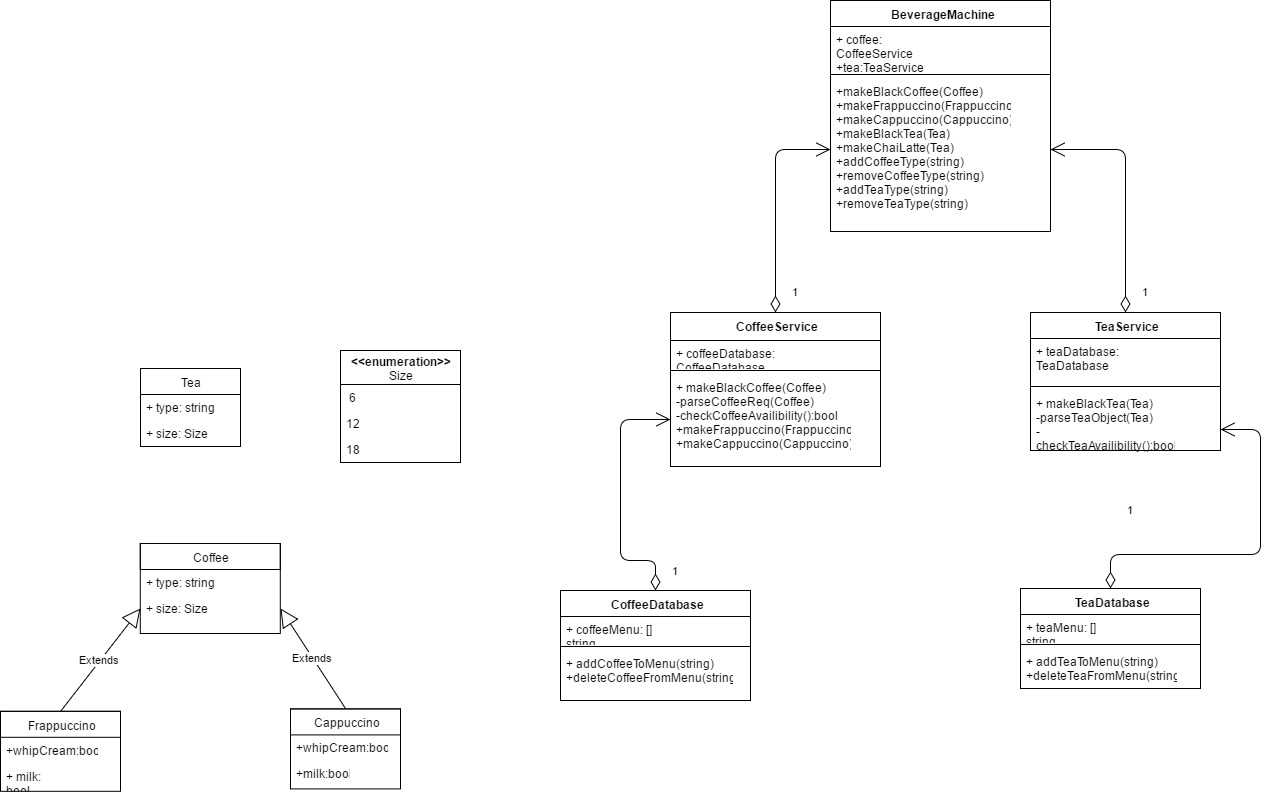 BeverageMachine
+ coffee:
CoffeeService
+tea:TeaService
+makeBlackCoffee(Coffee)
+makeFrappuccino(Frappuccino
+makeCappuccino(Cappuccino)
+makeBlackTea(Tea)
+makeChaiLatte(Tea)
+addCoffeeType(string)
+removeCoffeeType(string)
+addTeaType(string)
+removeTeaType(string)
1
1
CoffeeService
+ coffeeDatabase:
CoffeeDatabase
+ makeBlackCoffee(Coffee)
-parseCoffeeReq(Coffee)
-checkCoffeeAvailibility():bool
+makeFrappuccino(Frappuccino
+makeCappuccino(Cappuccino)
TeaService
+ teaDatabase:
TeaDatabase
+ makeBlackTea(Tea)
-parseTeaObject(Tea)
-
checkTeaAvailibility():bool
<<enumeration>>
Size
6
12
18
Tea
+ type: string
+ size: Size
1
Coffee
+ type: string
+ size: Size
Extends
Extends
1
CoffeeDatabase
+ coffeeMenu: []
string
+ addCoffeeToMenu(string)
+deleteCoffeeFromMenu(string
TeaDatabase
+ teaMenu: []
string
+ addTeaToMenu(string)
+deleteTeaFromMenu(string
Frappuccino
+whipCream:boo
+ milk:
bool
Cappuccino
+whipCream:boo
+milk:bool